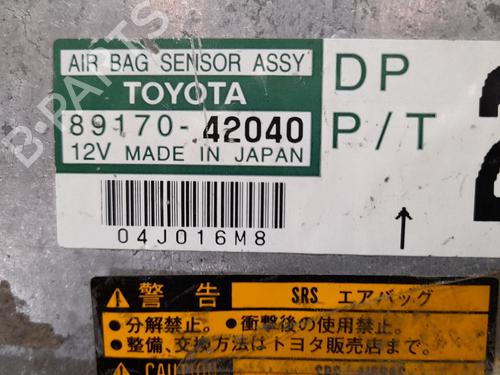 AIR BAG SENSOR ASSY
TOYOTA
89170-42040
12V MADE IN JAPAN
DP
P/T
2
04J016M8
警告
SRS エアバッグ
•分解禁止。•衝撃後の使用禁止。
•整備、交換方法はトヨタ販売店まで。
CAUTION
B-PARTS